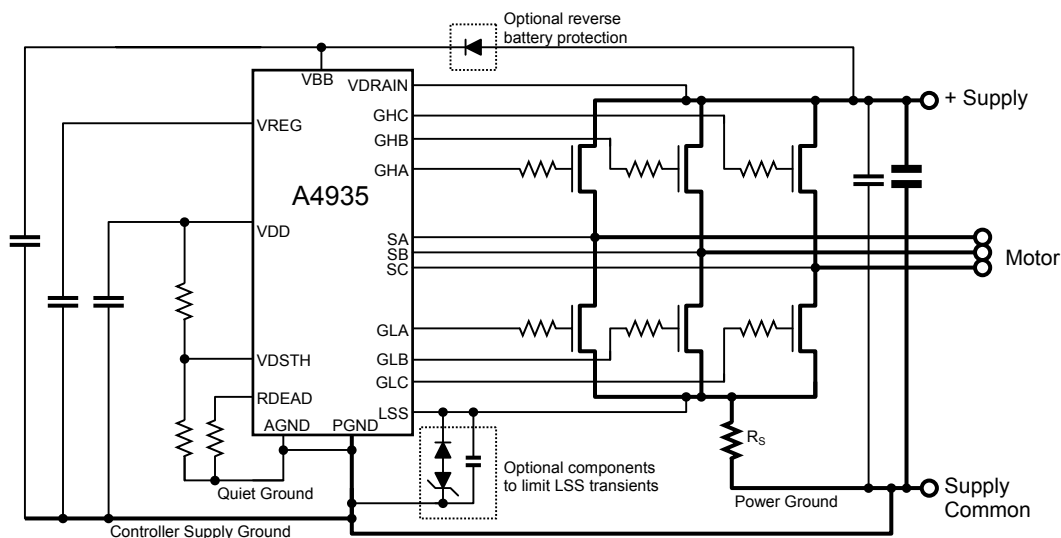 Optional reverse
battery protection
VBB
VDRAIN
+ Supply
GHC
VREG
GHB
GHA
A4935
VDD
SA
SB
SC
Motor
GLA
VDSTH
GLB
GLC
RDEAD
LSS
AGND
PGND
RS
Optional components
to limit LSS transients
Quiet Ground
Power Ground
Supply
Common
Controller Supply Ground